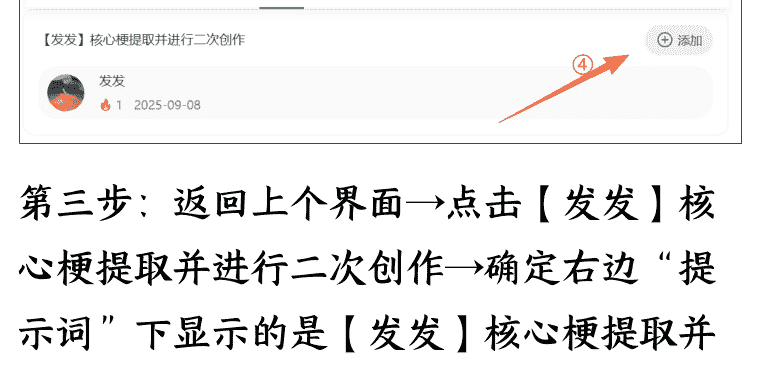 【发发】核心梗提取并进行二次创作
添加
④
发发
1 2025-09-08
第三步：返回上个界面→点击【发发】核
心梗提取并进行二次创作→确定右边“提
示词”下显示的是【发发】核心梗提取并